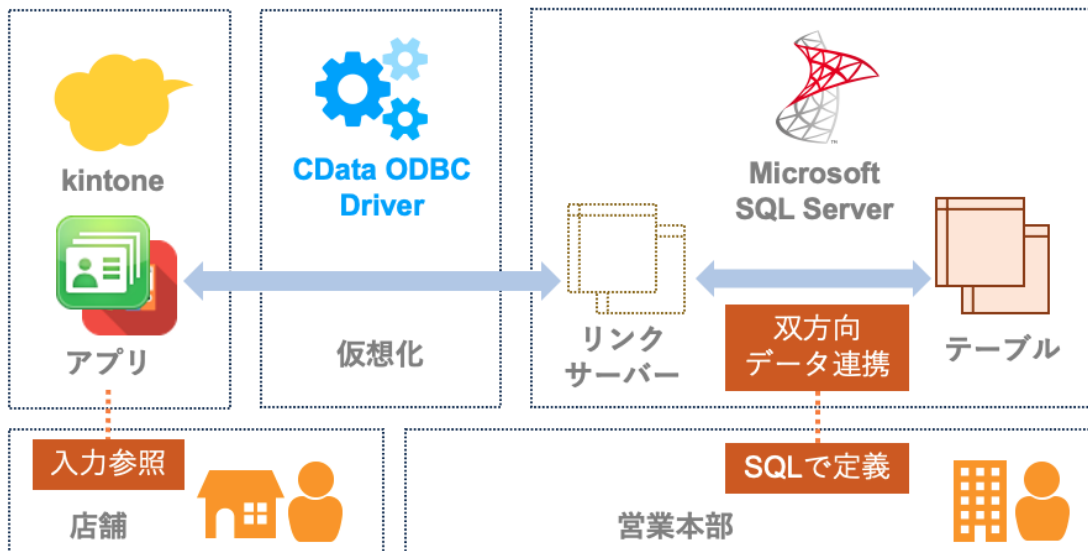 kintone
アプリ
CData ODBC
Driver
仮想化
Microsoft
SQL Server
リンク
サーバー
双方向
データ連携
テーブル
入力参照
店舗
SQLで定義
営業本部